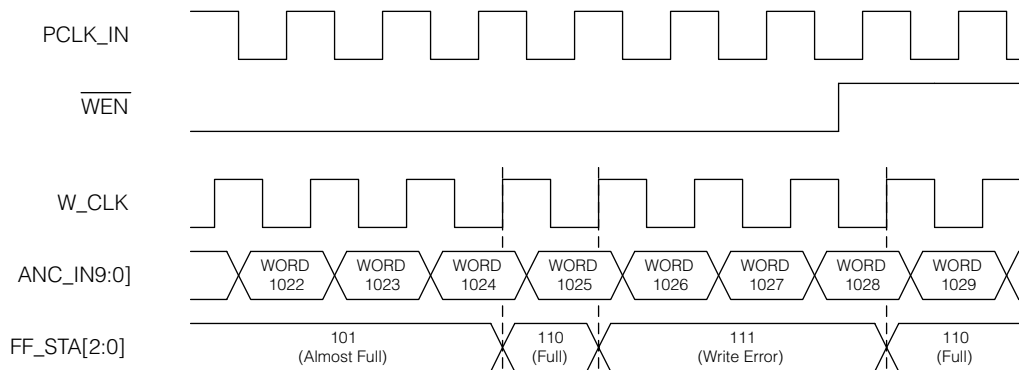 PCLK_IN
WEN
W_CLK
ANC_IN9:0]
WORD
1022
WORD
1023
WORD
1024
WORD
1025
WORD
1026
WORD
1027
WORD
1028
WORD
1029
FF_STA[2:0]
101
(Almost Full)
110
(Full)
111
(Write Error)
110
(Full)